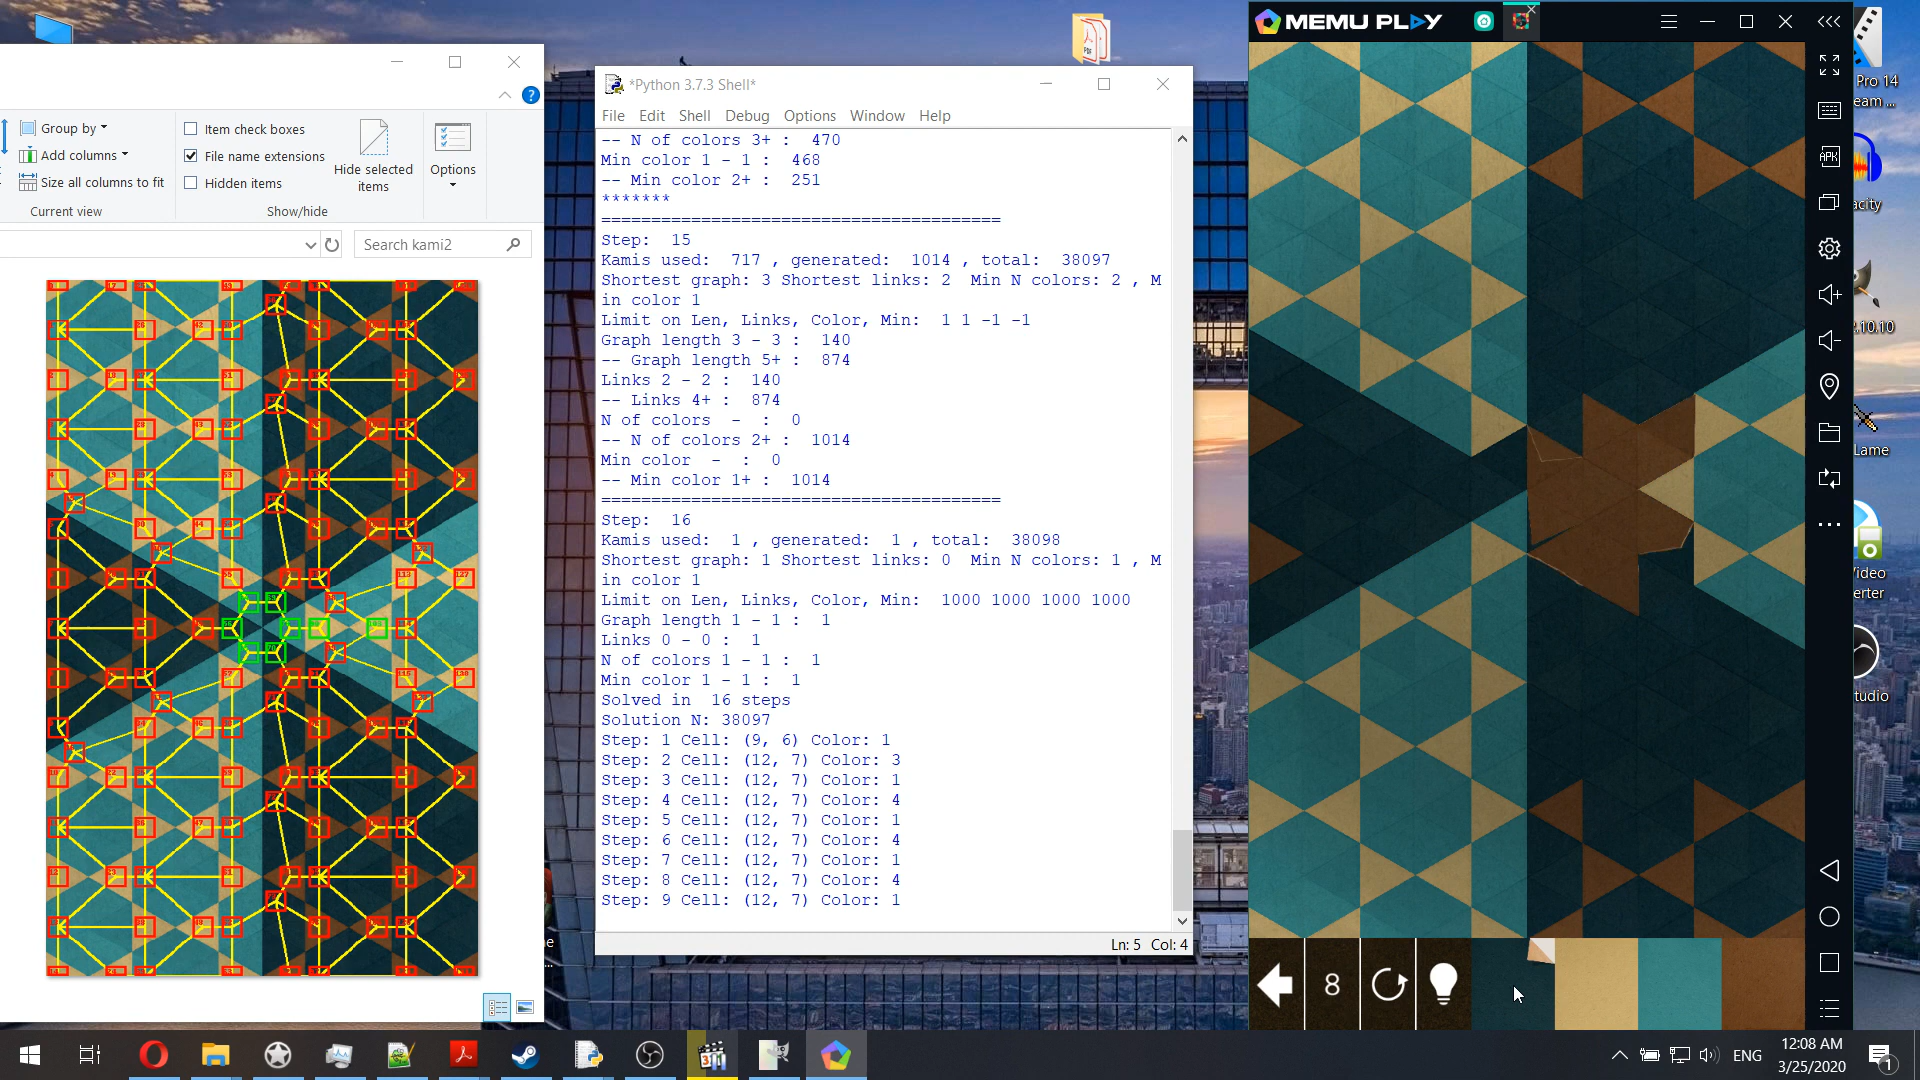 Group by
Add columns
Size all columns to fit
Current view
Item check boxes
File name extensions
Hidden items
Show/hide
Hide selected
items
Options
Search kami2
*Python 3.7.3 Shell*
File Edit Shell Debug Options Window Help
-- N of colors 3+ :  470
Min color 1 - 1 :  468
-- Min color 2+ :  251
*******
========================================
Step:  15
Kamis used:  717 , generated:  1014 , total:  38097
Shortest graph: 3 Shortest links: 2  Min N colors: 2 , M
in color 1
Limit on Len, Links, Color, Min:  1 1 -1 -1
Graph length 3 - 3 :  140
-- Graph length 5+ :  874
Links 2 - 2 :  140
-- Links 4+ :  874
N of colors  -  :  0
-- N of colors 2+ :  1014
Min color  -  :  0
-- Min color 1+ :  1014
========================================
Step:  16
Kamis used:  1 , generated:  1 , total:  38098
Shortest graph: 1 Shortest links: 0  Min N colors: 1 , M
in color 1
Limit on Len, Links, Color, Min:  1000 1000 1000 1000
Graph length 1 - 1 :  1
Links 0 - 0 :  1
N of colors 1 - 1 :  1
Min color 1 - 1 :  1
Solved in  16 steps
Solution N: 38097
Step: 1 Cell: (9, 6) Color: 1
Step: 2 Cell: (12, 7) Color: 3
Step: 3 Cell: (12, 7) Color: 1
Step: 4 Cell: (12, 7) Color: 4
Step: 5 Cell: (12, 7) Color: 1
Step: 6 Cell: (12, 7) Color: 4
Step: 7 Cell: (12, 7) Color: 1
Step: 8 Cell: (12, 7) Color: 4
Step: 9 Cell: (12, 7) Color: 1
Ln: 5 Col: 4
PDF
MEMU PLAY
APK
8
Pro 14
eam ...
acity
2.10.10
Lame
Video
erter
tudio
ENG
12:08 AM
3/25/2020
1